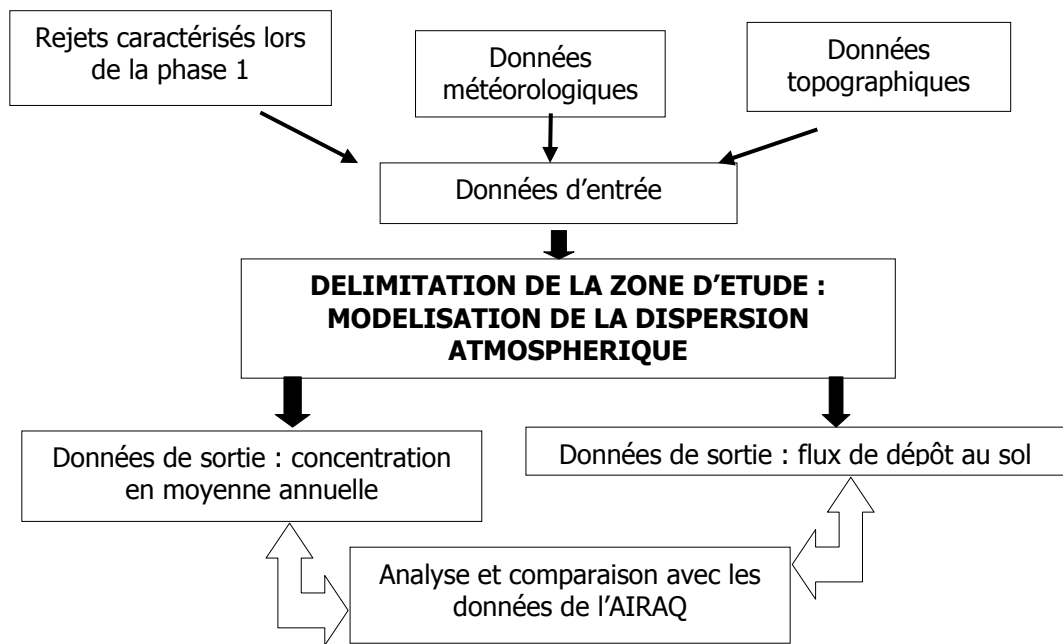 Rejets caractérisés lors
de la phase 1
Données
météorologiques
Données
topographiques
Données d’entrée
DELIMITATION DE LA ZONE D’ETUDE :
MODELISATION DE LA DISPERSION
ATMOSPHERIQUE
Données de sortie : concentration
en moyenne annuelle
Données de sortie : flux de dépôt au sol
Analyse et comparaison avec les
données de l’AIRAQ